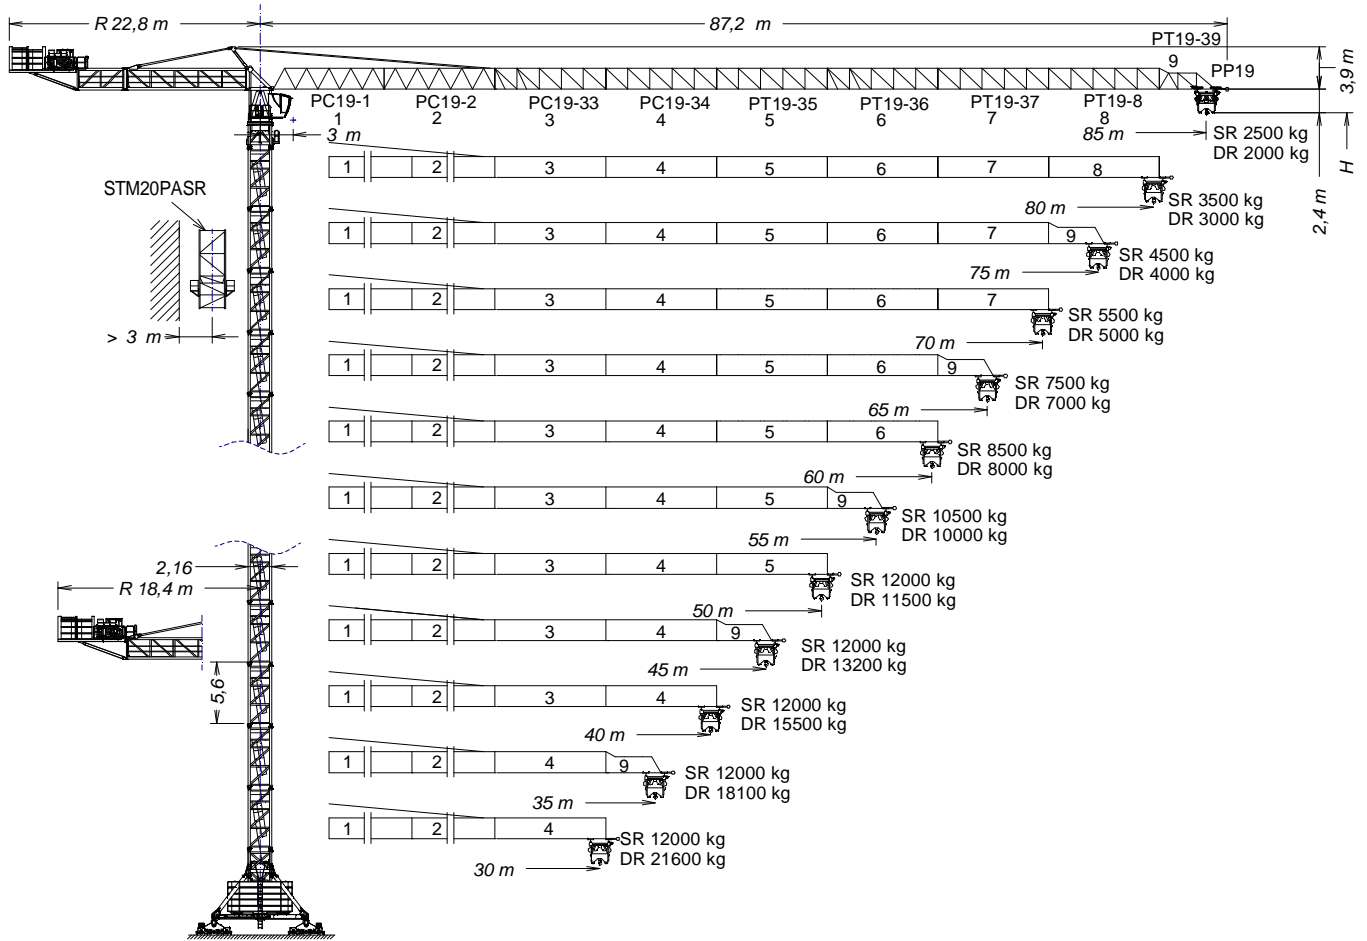 R 22,8 m
87,2 m
PT19-39
9
PP19
3,9 m
PC19-1
PC19-2
PC19-33
PC19-34
PT19-35
PT19-36
PT19-37
PT19-8
1
2
3
4
5
6
7
8
3 m
85 m
SR 2500 kg
DR 2000 kg
H
2,4 m
STM20PASR
> 3 m
1 2 3 4 5 6 7 8
80 m
SR 3500 kg
DR 3000 kg
1 2 3 4 5 6 7 9
75 m
SR 4500 kg
DR 4000 kg
1 2 3 4 5 6 7
70 m
SR 5500 kg
DR 5000 kg
1 2 3 4 5 6 9
65 m
SR 7500 kg
DR 7000 kg
1 2 3 4 5 6
60 m
SR 8500 kg
DR 8000 kg
1 2 3 4 5 9
55 m
SR 10500 kg
DR 10000 kg
2,16
R 18,4 m
5,6
1 2 3 4 5
50 m
SR 12000 kg
DR 11500 kg
1 2 3 4 9
45 m
SR 12000 kg
DR 13200 kg
1 2 3 4
40 m
SR 12000 kg
DR 15500 kg
1 2 4 9
35 m
SR 12000 kg
DR 18100 kg
1 2 4
30 m
SR 12000 kg
DR 21600 kg